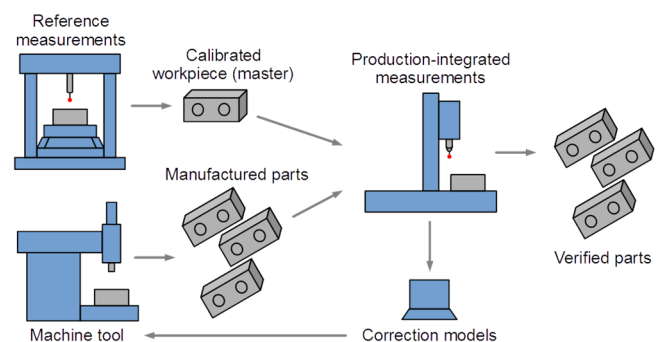 Reference
measurements
Calibrated
workpiece (master)
Production-integrated
measurements
Manufactured parts
Verified parts
Machine tool
Correction models